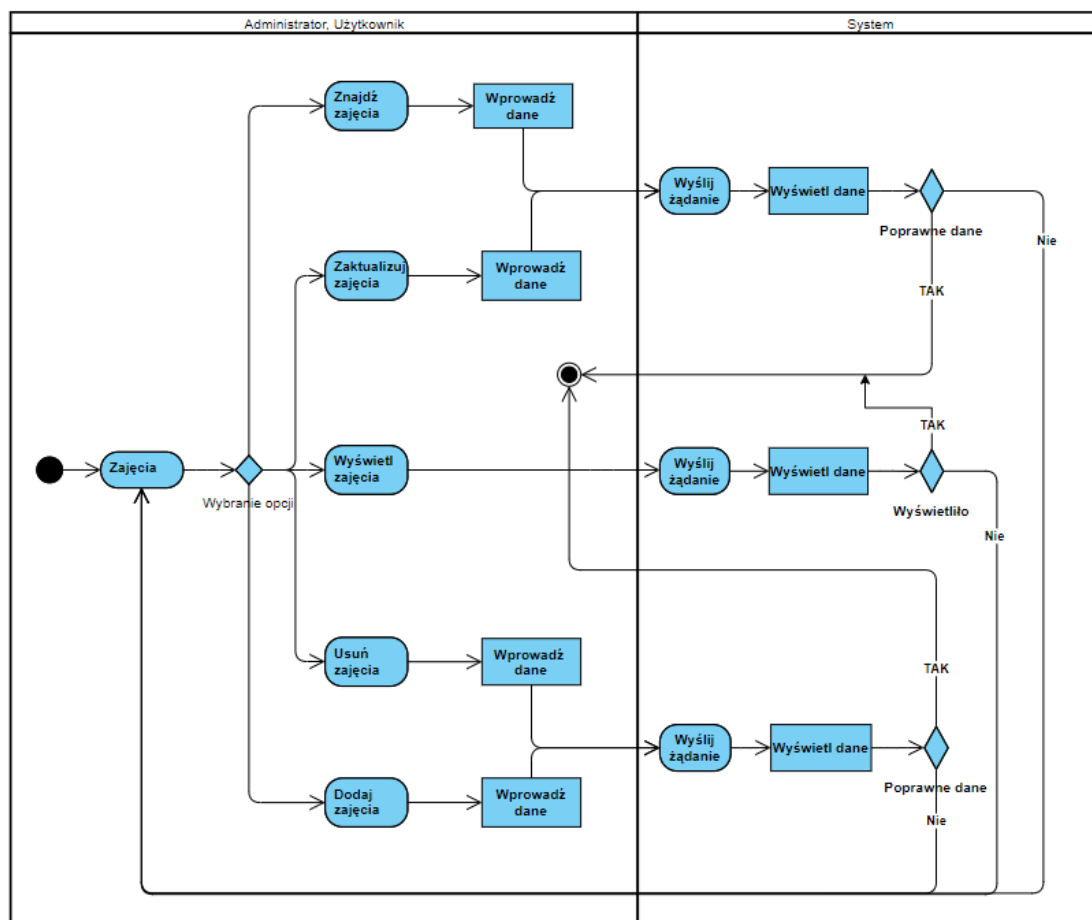 Administrator, Użytkownik
System
Znajdź
zajęcia
Wprowadź
dane
Wyślij
żądanie
Wyświetl dane
Poprawne dane
Nie
TAK
Zaktualizuj
zajęcia
Wprowadź
dane
Zajęcia
Wybranie opcji
Wyświetl
zajęcia
Wyślij
żądanie
Wyświetl dane
TAK
Wyświetliło
Nie
Usuń
zajęcia
Wprowadź
dane
TAK
Wyślij
żądanie
Wyświetl dane
Poprawne dane
Nie
Dodaj
zajęcia
Wprowadź
dane